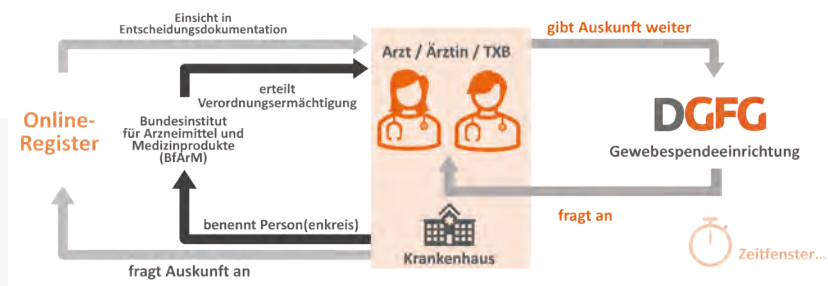 Einsicht in
Entscheidungsdokumentation
Arzt / Ärztin / TXB
gibt Auskunft weiter
erteilt
Verordnungsermächtigung
Online-
Register
Bundesinstitut
für Arzneimittel und
Medizinprodukte
(BfArM)
DGFG
Gewebespendeeinrichtung
benennt Person(enkreis)
fragt an
Krankenhaus
Zeitfenster...
fragt Auskunft an